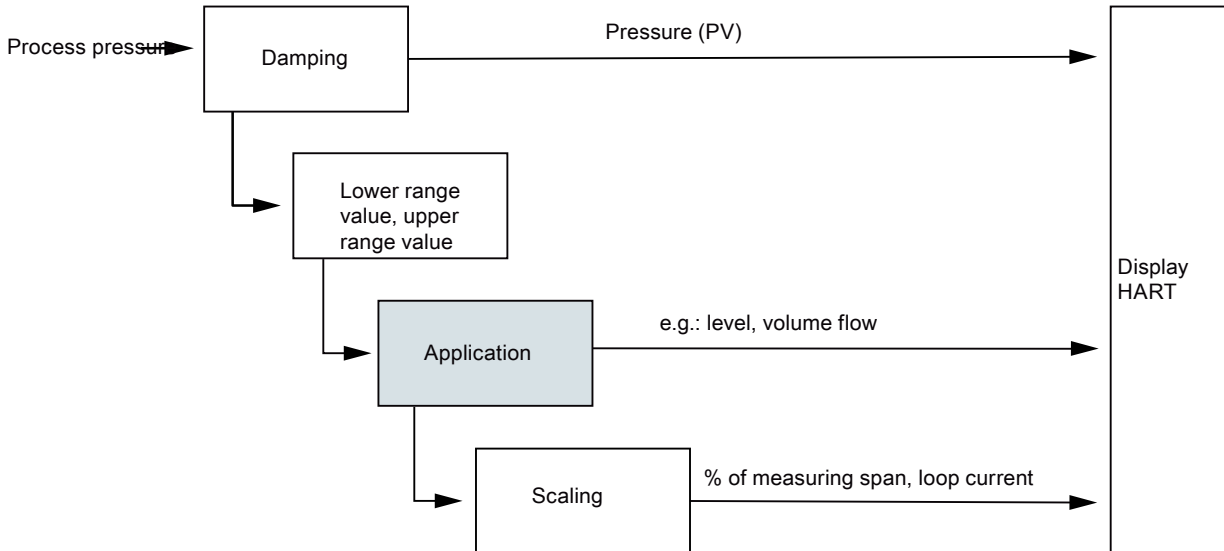 Process pressure
Damping
Pressure (PV)
Lower range
value, upper
range value
Display
HART
Application
e.g.: level, volume flow
Scaling
% of measuring span, loop current